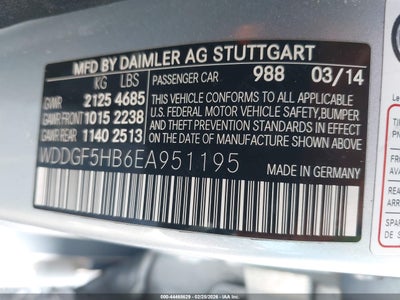 MFD BY DAIMLER AG STUTTGART
KG LBS PASSENGER CAR 988 03/14
GVWR 2125 4685
GAWR FRONT 1015 2238
GAWR REAR 1140 2513
THIS VEHICLE CONFORMS TO ALL APPLICABLE
U.S. FEDERAL MOTOR VEHICLE SAFETY, BUMPER
AND THEFT PREVENTION STANDARDS IN EFFECT ON THE
DATE OF MANUFACTURE SHOWN ABOVE.
WDDGF5HB6EA951195
MADE IN GERMANY